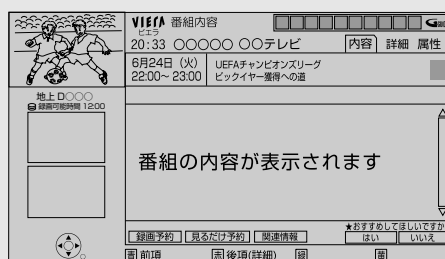 VIErA 番組内容
ビエラ
20:33 ○○○○○ ○○テレビ
内容 詳細 属性
6月24日(火)
22:00~23:00
UEFAチャンピオンズリーグ
ビックイヤー獲得への道
地上 D○○○
録画可能時間 12:00
番組の内容が表示されます
★おすすめしてほしいですか
はい いいえ
録画予約 見るだけ予約 関連情報
青 前項 赤 後項(詳細) 緑 黄